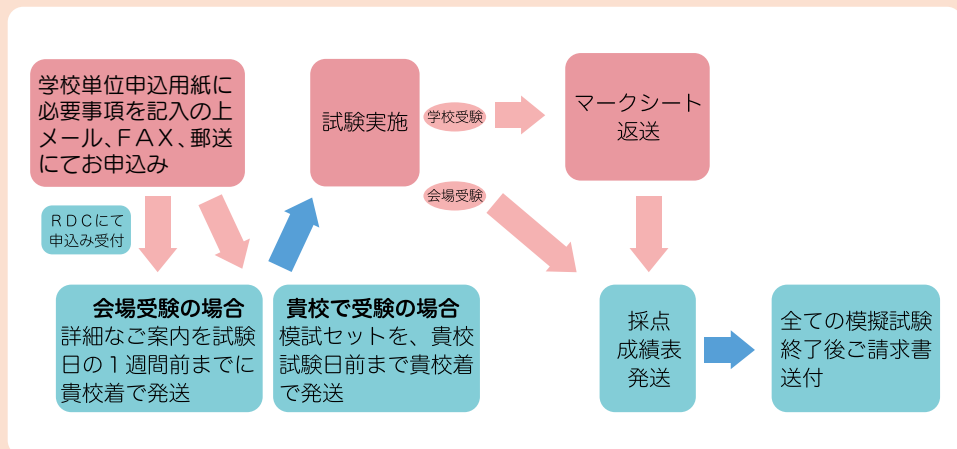 学校単位申込用紙に
必要事項を記入の上
メール、ＦＡＸ、郵送
にてお申込み
ＲＤＣにて
申込み受付
会場受験の場合
詳細なご案内を試験
日の１週間前までに
貴校着で発送
貴校で受験の場合
模試セットを、貴校
試験日前まで貴校着
で発送
試験実施
学校受験
会場受験
マークシート
返送
採点
成績表
発送
全ての模擬試験
終了後ご請求書
送付